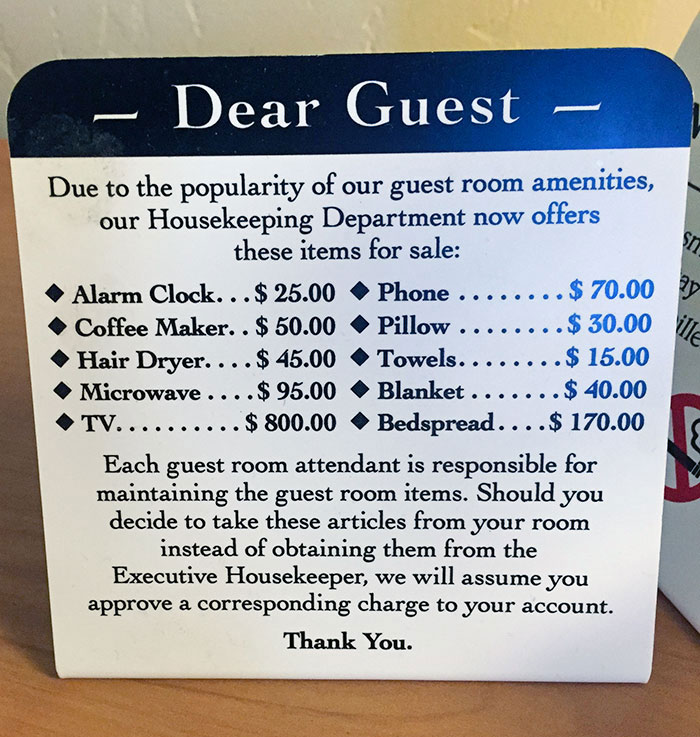 — Dear Guest —
Due to the popularity of our guest room amenities,
our Housekeeping Department now offers
these items for sale:
◆ Alarm Clock...$ 25.00 ◆ Phone ........$ 70.00
◆ Coffee Maker..$ 50.00 ◆ Pillow ........$ 30.00
◆ Hair Dryer....$ 45.00 ◆ Towels........$ 15.00
◆ Microwave ....$ 95.00 ◆ Blanket .......$ 40.00
◆ TV..........$ 800.00 ◆ Bedspread....$ 170.00
Each guest room attendant is responsible for
maintaining the guest room items. Should you
decide to take these articles from your room
instead of obtaining them from the
Executive Housekeeper, we will assume you
approve a corresponding charge to your account.
Thank You.